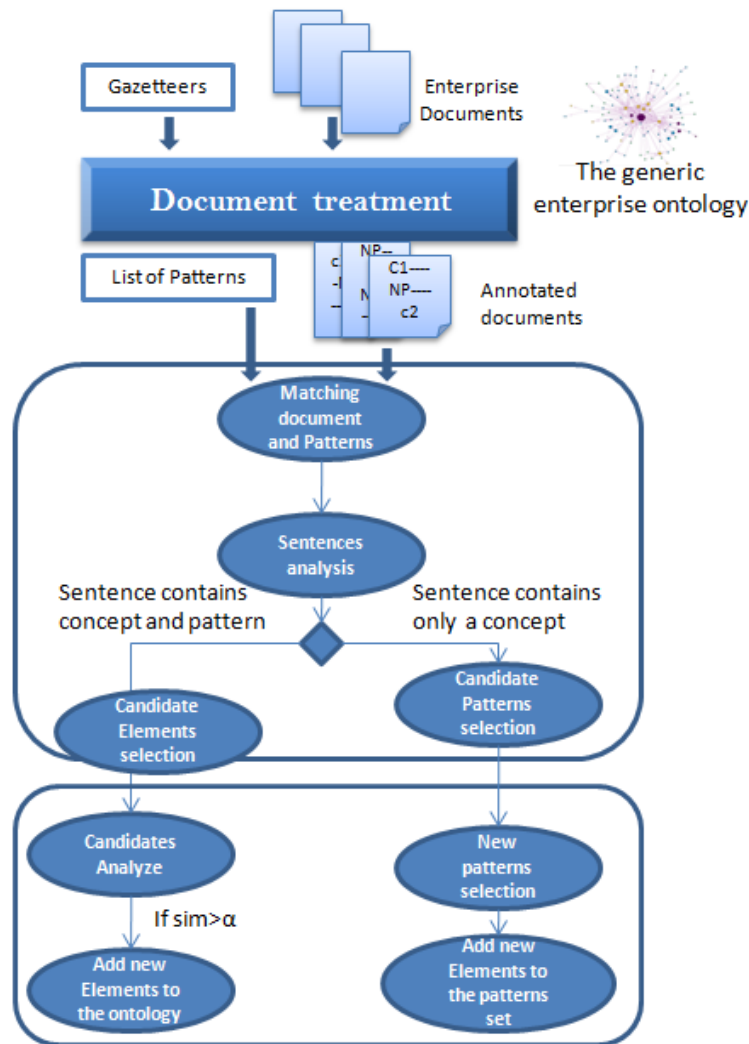 Gazetteers
Enterprise
Documents
The generic
enterprise ontology
Document treatment
List of Patterns
c
-
--
NP--
N
--
C1----
NP----
c2
Annotated
documents
Matching
document
and Patterns
Sentences
analysis
Sentence contains
concept and pattern
Sentence contains
only a concept
Candidate
Elements
selection
Candidate
Patterns
selection
Candidates
Analyze
New
patterns
selection
If sim>α
Add new
Elements to
the ontology
Add new
Elements to
the patterns
set